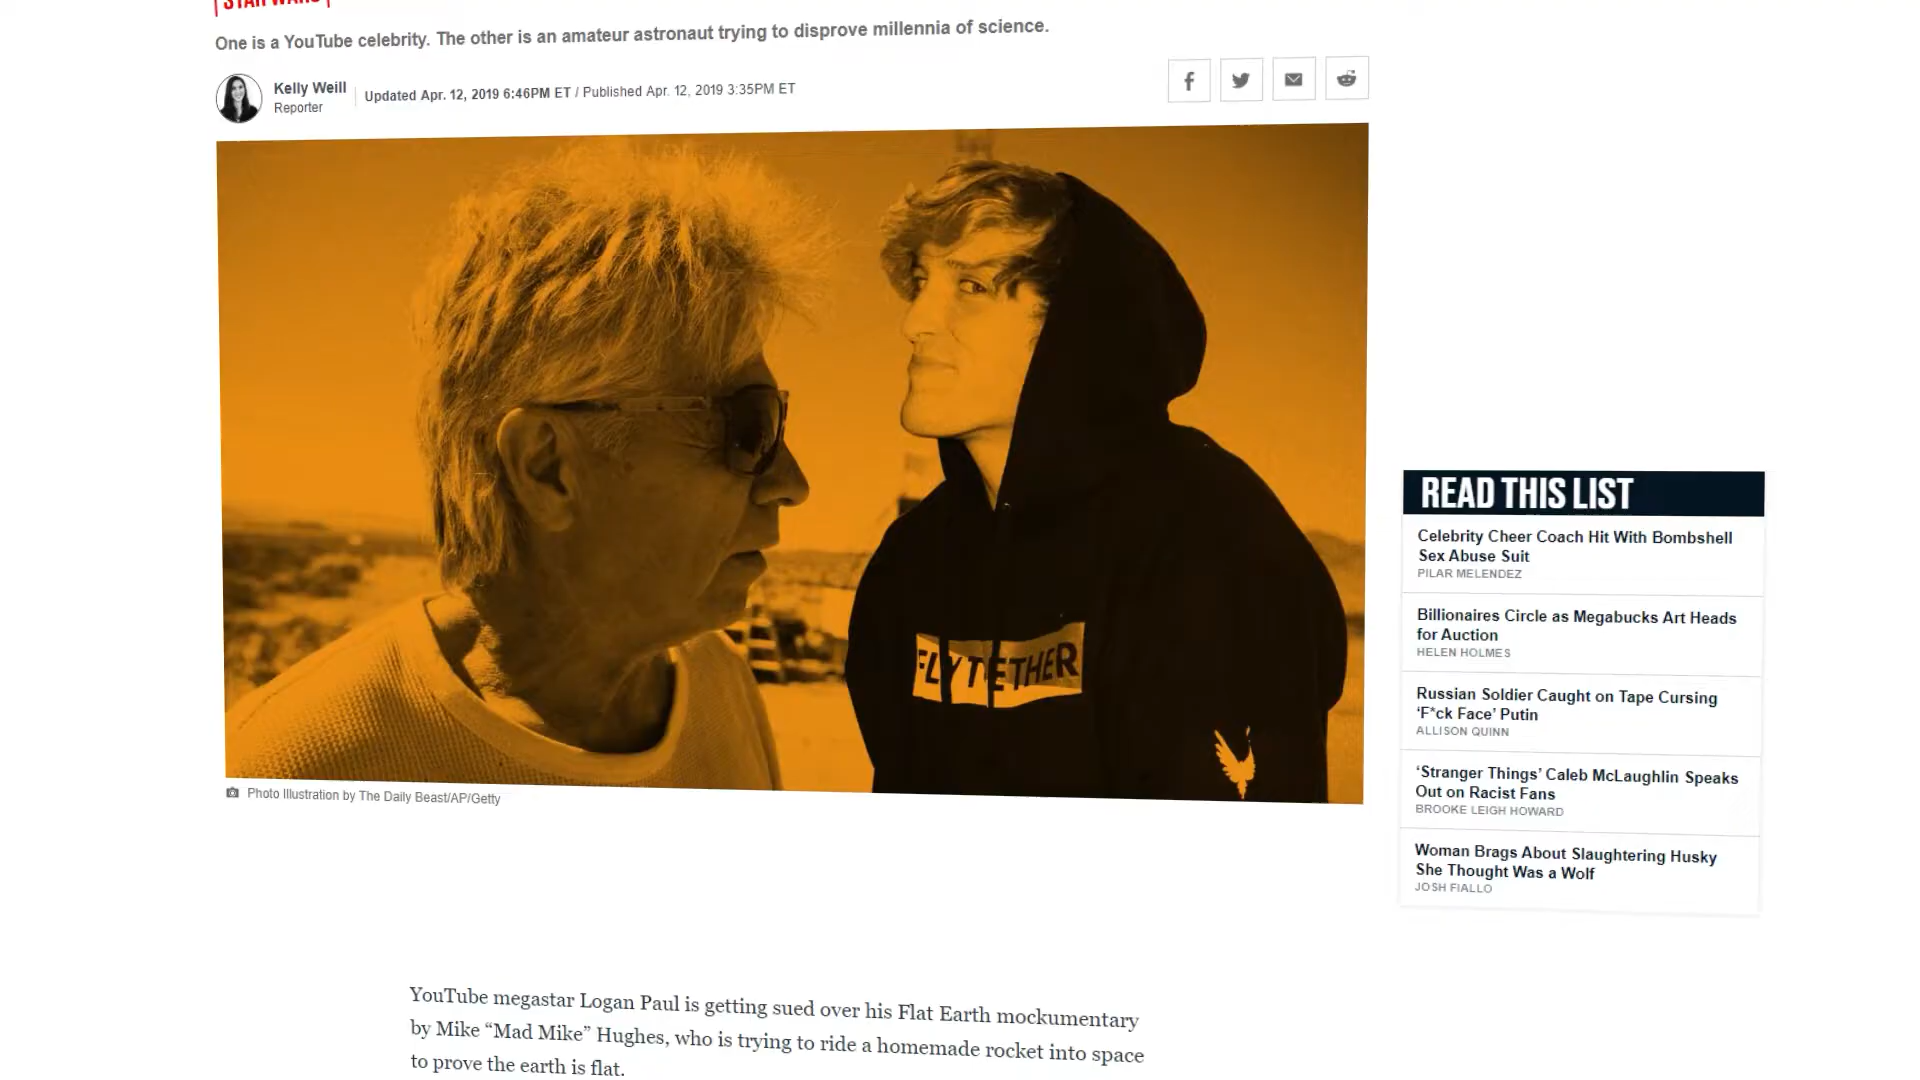 STAR WARS
One is a YouTube celebrity. The other is an amateur astronaut trying to disprove millennia of science.
Kelly Weill
Reporter
Updated Apr. 12, 2019 6:46PM ET / Published Apr. 12, 2019 3:35PM ET
FLY TETHER
Photo Illustration by The Daily Beast/AP/Getty
READ THIS LIST
Celebrity Cheer Coach Hit With Bombshell
Sex Abuse Suit
PILAR MELENDEZ
Billionaires Circle as Megabucks Art Heads
for Auction
HELEN HOLMES
Russian Soldier Caught on Tape Cursing
‘F*ck Face’ Putin
ALLISON QUINN
‘Stranger Things’ Caleb McLaughlin Speaks
Out on Racist Fans
BROOKE LEIGH HOWARD
Woman Brags About Slaughtering Husky
She Thought Was a Wolf
JOSH FIALLO
YouTube megastar Logan Paul is getting sued over his Flat Earth mockumentary
by Mike “Mad Mike” Hughes, who is trying to ride a homemade rocket into space
to prove the earth is flat.